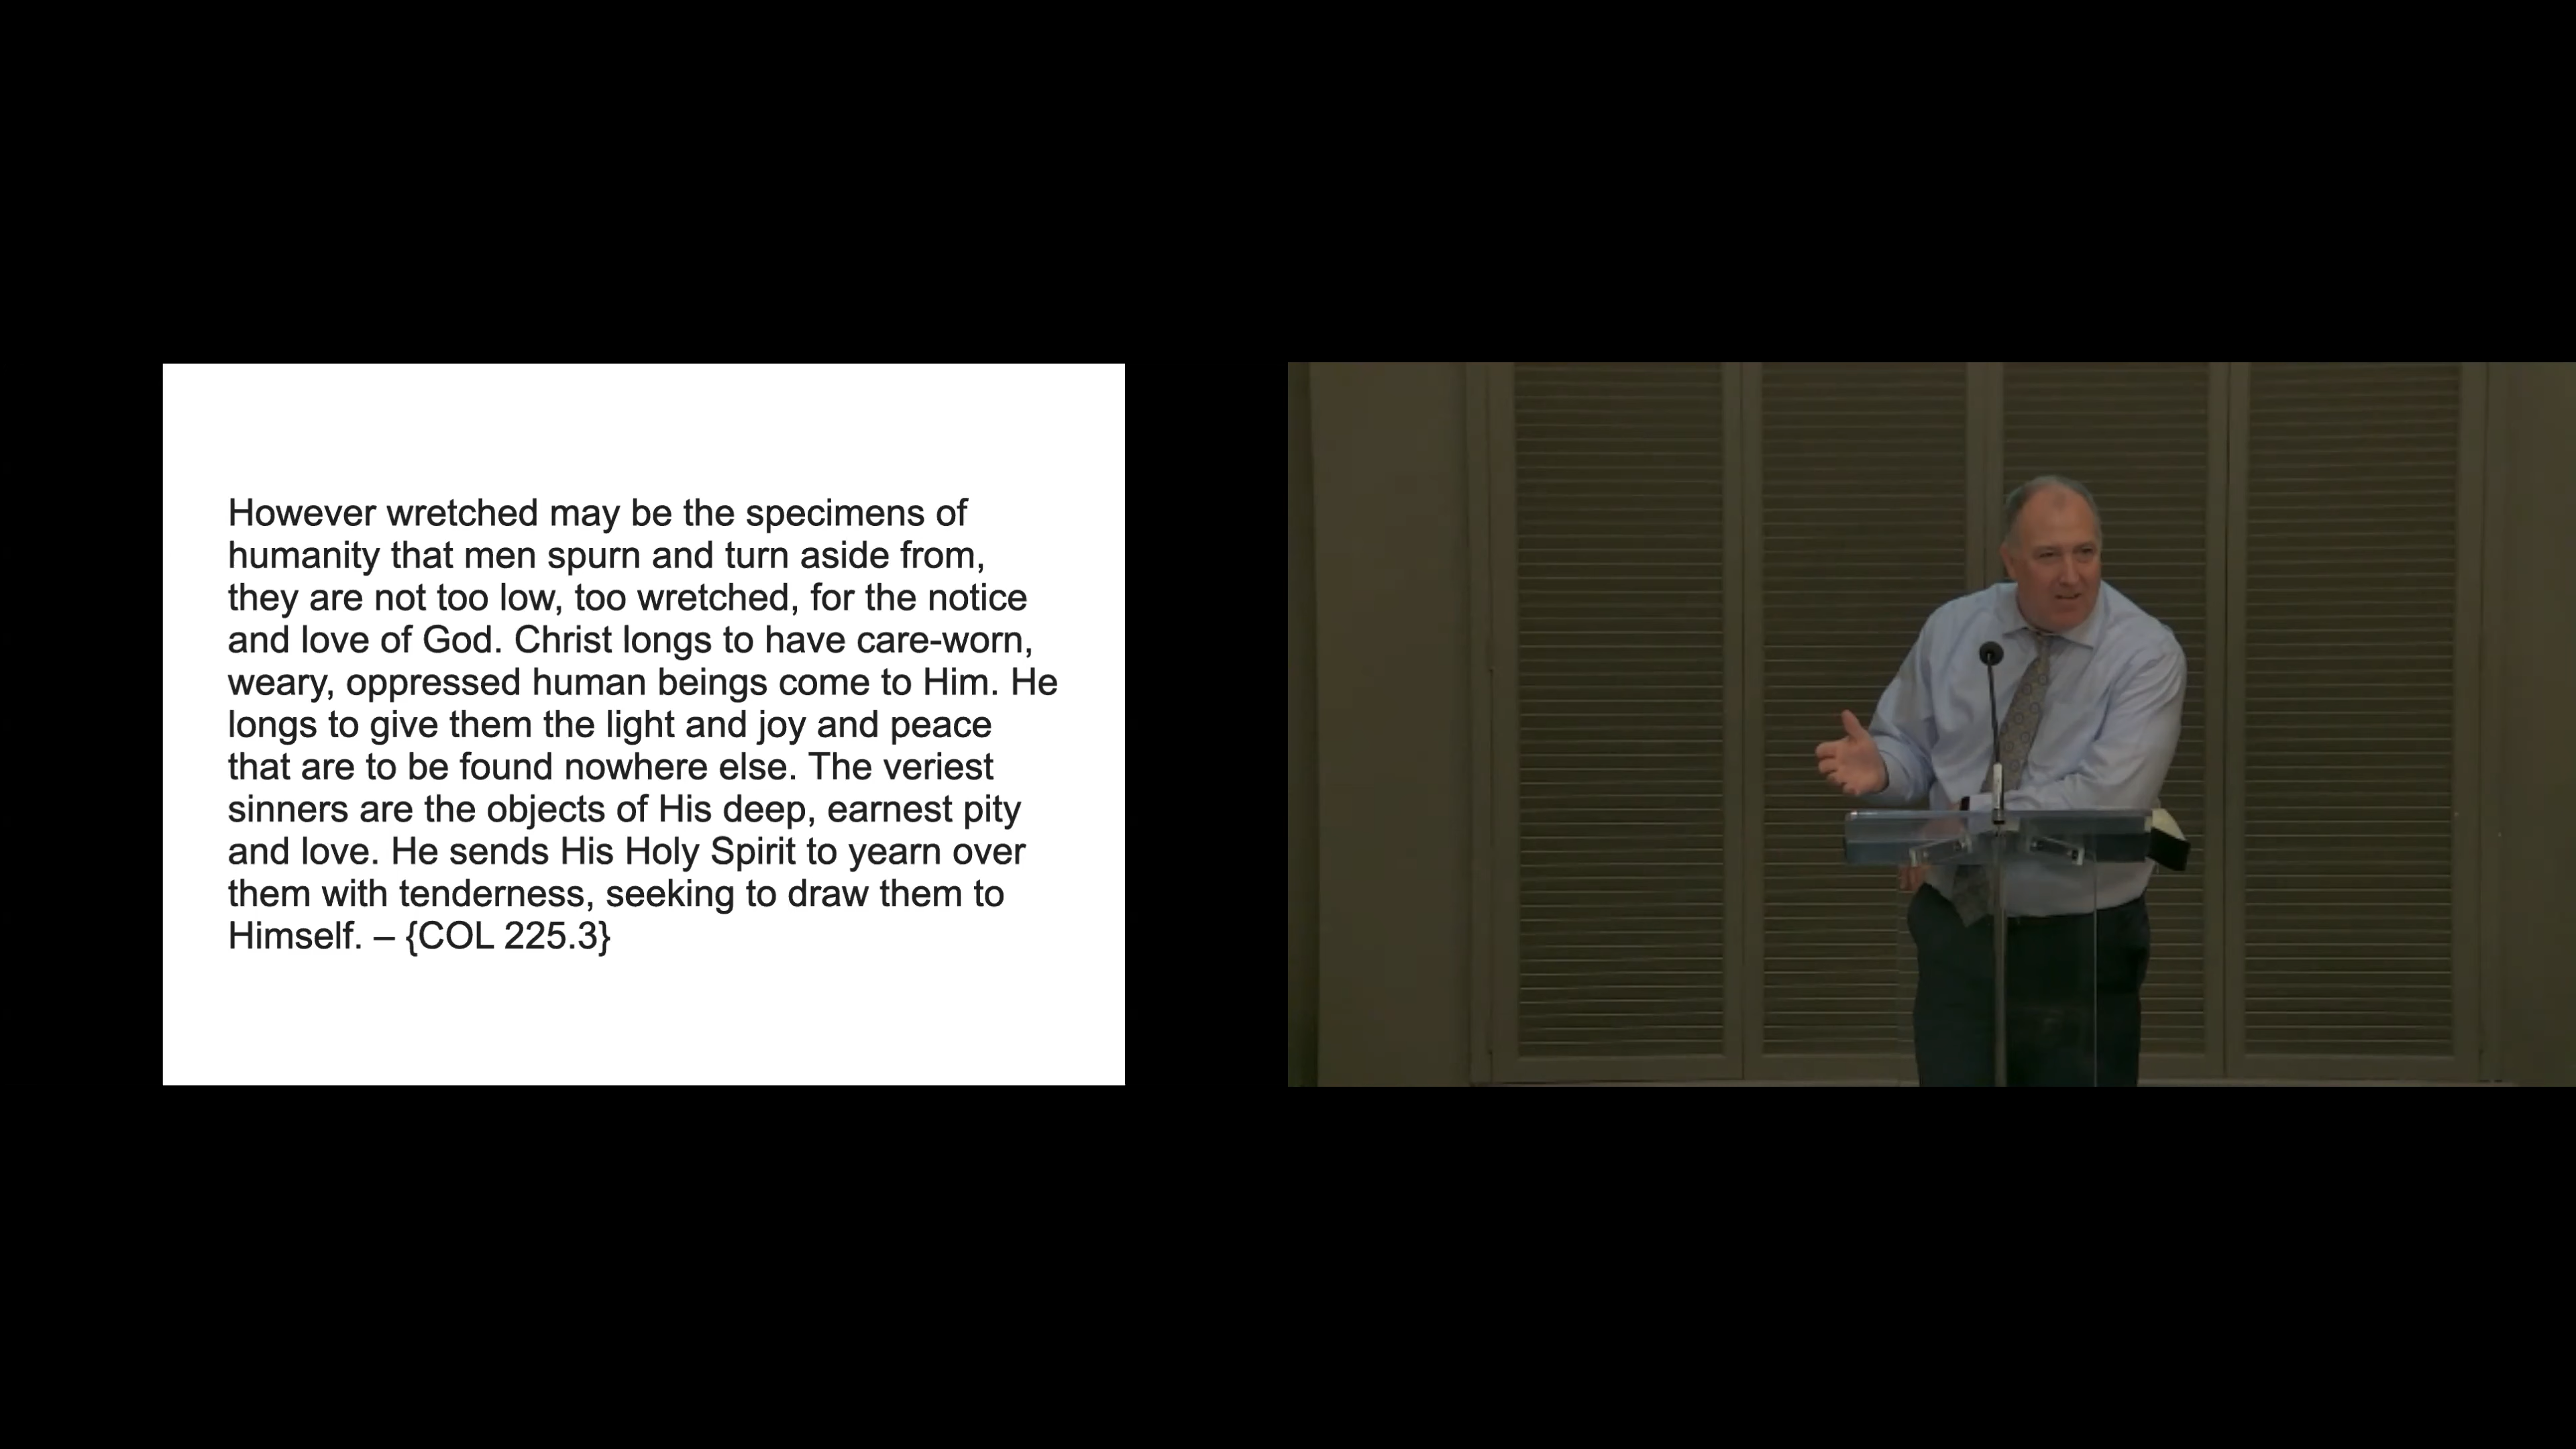 However wretched may be the specimens of
humanity that men spurn and turn aside from,
they are not too low, too wretched, for the notice
and love of God. Christ longs to have care-worn,
weary, oppressed human beings come to Him. He
longs to give them the light and joy and peace
that are to be found nowhere else. The veriest
sinners are the objects of His deep, earnest pity
and love. He sends His Holy Spirit to yearn over
them with tenderness, seeking to draw them to
Himself. – {COL 225.3}